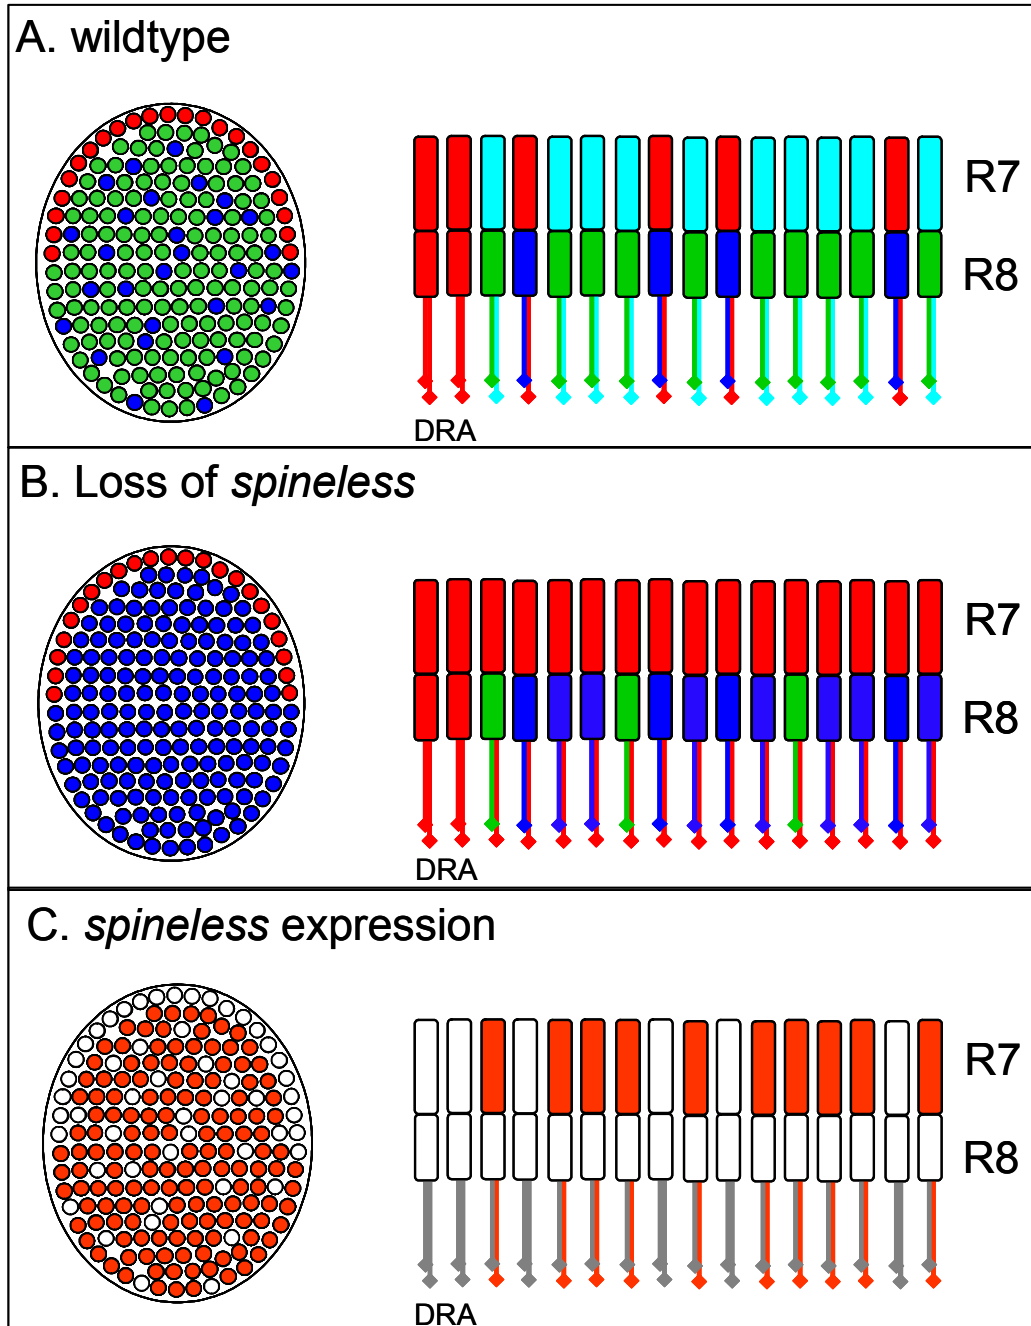 A. wildtype
R7
R8
DRA
B. Loss of spineless
R7
R8
DRA
C. spineless expression
R7
R8
DRA